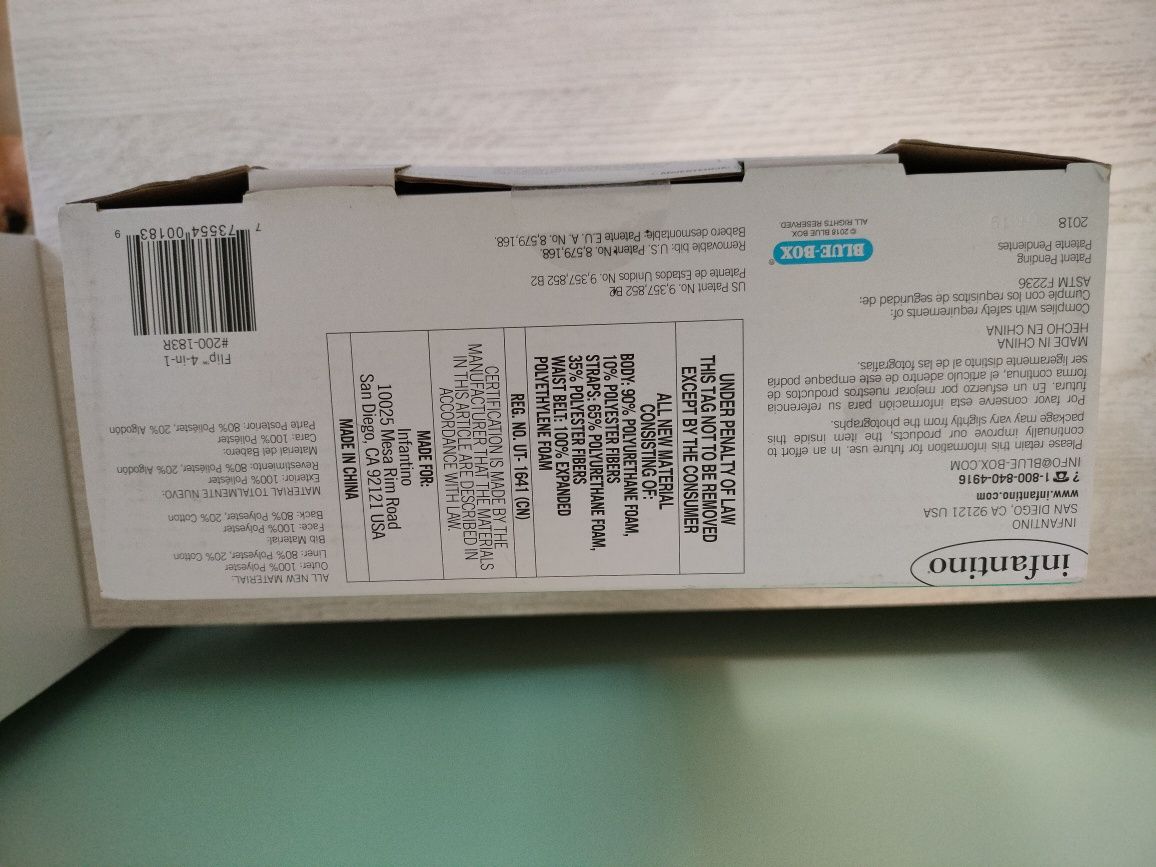 infantino
INFANTINO
SAN DIEGO, CA 92121 USA
www.infantino.com
? ☎ 1-800-840-4916
INFO@BLUE-BOX.COM
Please retain this information for future use. In an effort to
continually improve our products, the item inside this
package may vary slightly from the photographs.
Por favor conserve esta información para su referencia
futura. En un esfuerzo por mejorar nuestros productos de
forma continua, el artículo adentro de este empaque podría
ser ligeramente distinto al de las fotografías.
MADE IN CHINA
HECHO EN CHINA
Complies with safety requirements of:
Cumple con los requisitos de seguridad de:
ASTM F2236
Patent Pending
Patente Pendientes
2018
BLUE-BOX®
© 2018 BLUE BOX
ALL RIGHTS RESERVED.
UNDER PENALTY OF LAW
THIS TAG NOT TO BE REMOVED
EXCEPT BY THE CONSUMER
ALL NEW MATERIAL
CONSISTING OF:
BODY: 90% POLYURETHANE FOAM,
10% POLYESTER FIBERS
STRAPS: 65% POLYURETHANE FOAM,
35% POLYESTER FIBERS
WAIST BELT: 100% EXPANDED
POLYETHYLENE FOAM
REG. NO. UT- 1641 (CN)
CERTIFICATION IS MADE BY THE
MANUFACTURER THAT THE MATERIALS
IN THIS ARTICLE ARE DESCRIBED IN
ACCORDANCE WITH LAW.
MADE FOR:
Infantino
10025 Mesa Rim Road
San Diego, CA 92121 USA
MADE IN CHINA
US Patent No. 9,357,852 B2
Patente de Estados Unidos No. 9,357,852 B2
Removable bib. U.S. Patent No. 8,579,168.
Babero desmontable. Patente E.U. A. No. 8,579,168.
ALL NEW MATERIAL:
Outer: 100% Polyester
Liner: 80% Polyester, 20% Cotton
Bib Material:
Face: 100% Polyester
Back: 80% Polyester, 20% Cotton
MATERIAL TOTALMENTE NUEVO:
Exterior: 100% Poliéster
Revestimiento: 80% Poliéster, 20% Algodón
Material del Babero:
Cara: 100% Poliéster
Parte Posterior: 80% Poliéster, 20% Algodón
Flip™ 4-in-1
#200-183R
7 73554 00183 9